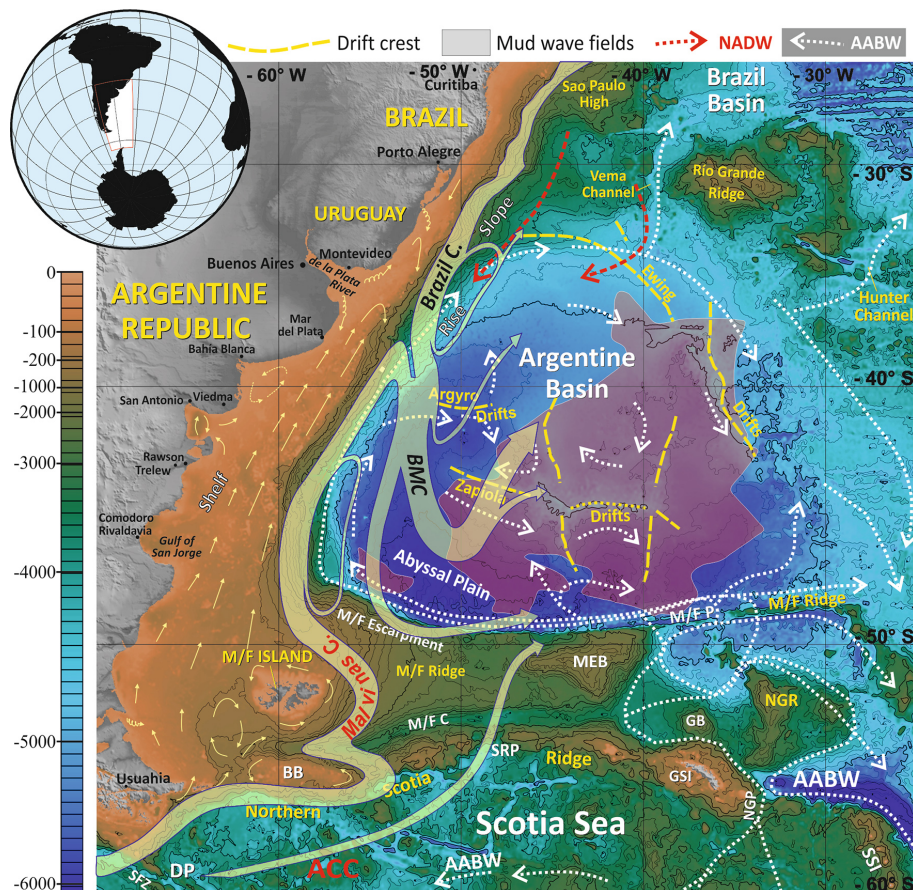 Drift crest
Mud wave fields
NADW
AABW
- 60° W
- 50° W
- 40° W
- 30° W
Curitiba
Sao Paulo
High
Brazil
Basin
BRAZIL
Porto Alegre
- 30° S
Vema
Channel
Rio Grande
Ridge
URUGUAY
Slope
Montevideo
Buenos Aires
de la Plata
River
Brazil C.
Ewing
Hunter
Channel
ARGENTINE
REPUBLIC
Rise
Mar
del Plata
Bahia Blanca
Argentine
Basin
- 40° S
San Antonio
Viedma
Argyro
Drifts
Drifts
Rawson
Trelew
BMC
Shelf
Zapiola
Drifts
Comodoro
Rivaldavia
Gulf of
San Jorge
Abyssal Plain
M/F Escarpment
M/F P.
M/F Ridge
- 50° S
M/F ISLAND
M/F Ridge
MEB
Mal vi nas C.
NGR
M/F C
GB
SRP
Ridge
GSI
Usuahia
BB
Scotia
Northern
AABW
NGP
Scotia Sea
SSI
DP
ACC
AABW
SFZ
- 60° S
0
-100
-200
-1000
-2000
-3000
-4000
-5000
-6000